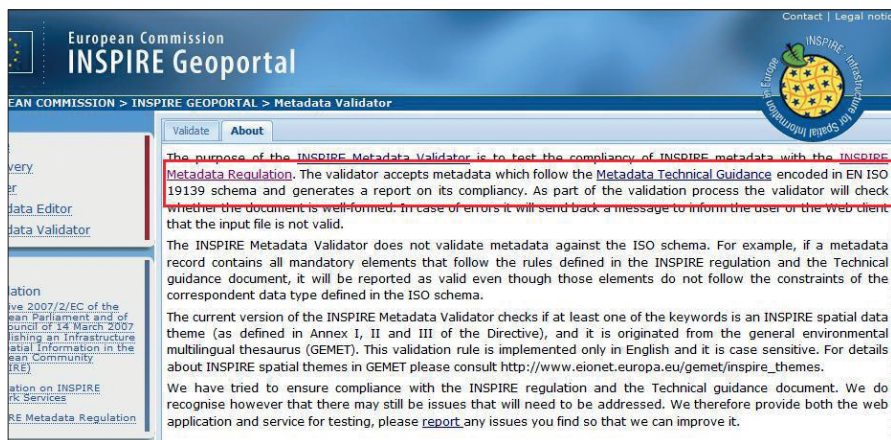 Contact | Legal notic
European Commission
INSPIRE Geoportal
INSPIRE · Infrastructure for Spatial Information in Europe
EAN COMMISSION > INSPIRE GEOPORTAL > Metadata Validator
Validate About
The purpose of the INSPIRE Metadata Validator is to test the compliancy of INSPIRE metadata with the INSPIRE
Metadata Regulation. The validator accepts metadata which follow the Metadata Technical Guidance encoded in EN ISO
19139 schema and generates a report on its compliancy. As part of the validation process the validator will check
whether the document is well-formed. In case of errors it will send back a message to inform the user or the Web client
that the input file is not valid.
The INSPIRE Metadata Validator does not validate metadata against the ISO schema. For example, if a metadata
record contains all mandatory elements that follow the rules defined in the INSPIRE regulation and the Technical
guidance document, it will be reported as valid even though those elements do not follow the constraints of the
correspondent data type defined in the ISO schema.
The current version of the INSPIRE Metadata Validator checks if at least one of the keywords is an INSPIRE spatial data
theme (as defined in Annex I, II and III of the Directive), and it is originated from the general environmental
multilingual thesaurus (GEMET). This validation rule is implemented only in English and it is case sensitive. For details
about INSPIRE spatial themes in GEMET please consult http://www.eionet.europa.eu/gemet/inspire_themes.
We have tried to ensure compliance with the INSPIRE regulation and the Technical guidance document. We do
recognise however that there may still be issues that will need to be addressed. We therefore provide both the web
application and service for testing, please report any issues you find so that we can improve it.
very
er
data Editor
data Validator
lation
ive 2007/2/EC of the
ean Parliament and of
ouncil of 14 March 2007
lishing an Infrastructure
atial Information in the
ean Community
IRE)
ation on INSPIRE
rk Services
RE Metadata Regulation